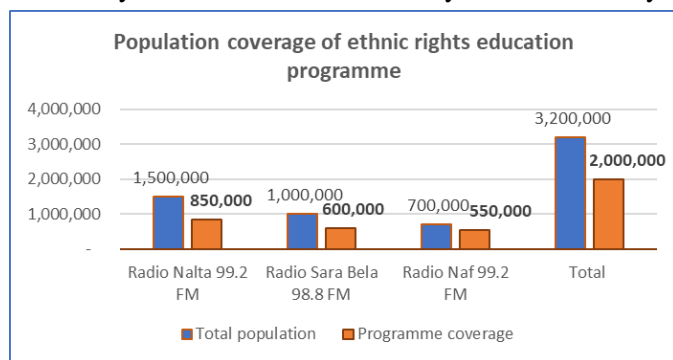 Population coverage of ethnic rights education
programme
4,000,000
3,000,000
2,000,000
1,000,000
-
1,500,000
850,000
1,000,000
600,000
700,000
550,000
3,200,000
2,000,000
Radio Nalta 99.2
FM
Radio Sara Bela
98.8 FM
Radio Naf 99.2
FM
Total
Total population
Programme coverage